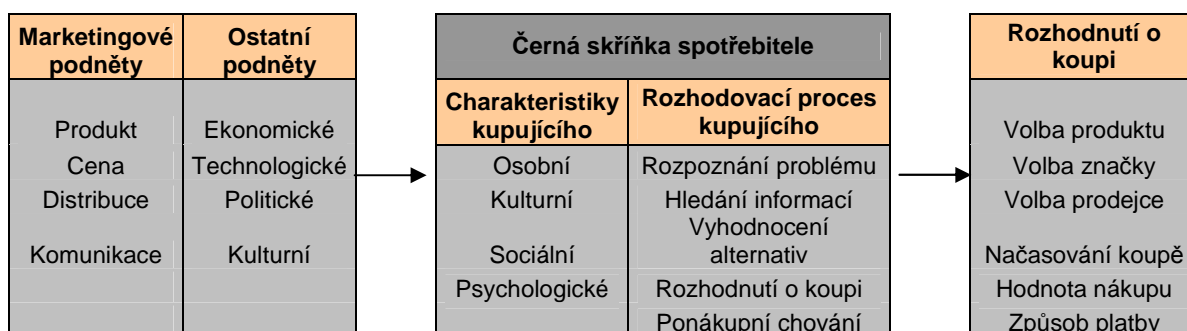 Marketingové
podněty
Ostatní
podněty
Produkt
Ekonomické
Cena
Technologické
Distribuce
Politické
Komunikace
Kulturní
Černá skříňka spotřebitele
Charakteristiky
kupujícího
Rozhodovací proces
kupujícího
Osobní
Rozpoznání problému
Kulturní
Hledání informací
Sociální
Vyhodnocení
alternativ
Psychologické
Rozhodnutí o koupi
Ponákupní chování
Rozhodnutí o
koupi
Volba produktu
Volba značky
Volba prodejce
Načasování koupě
Hodnota nákupu
Způsob platby